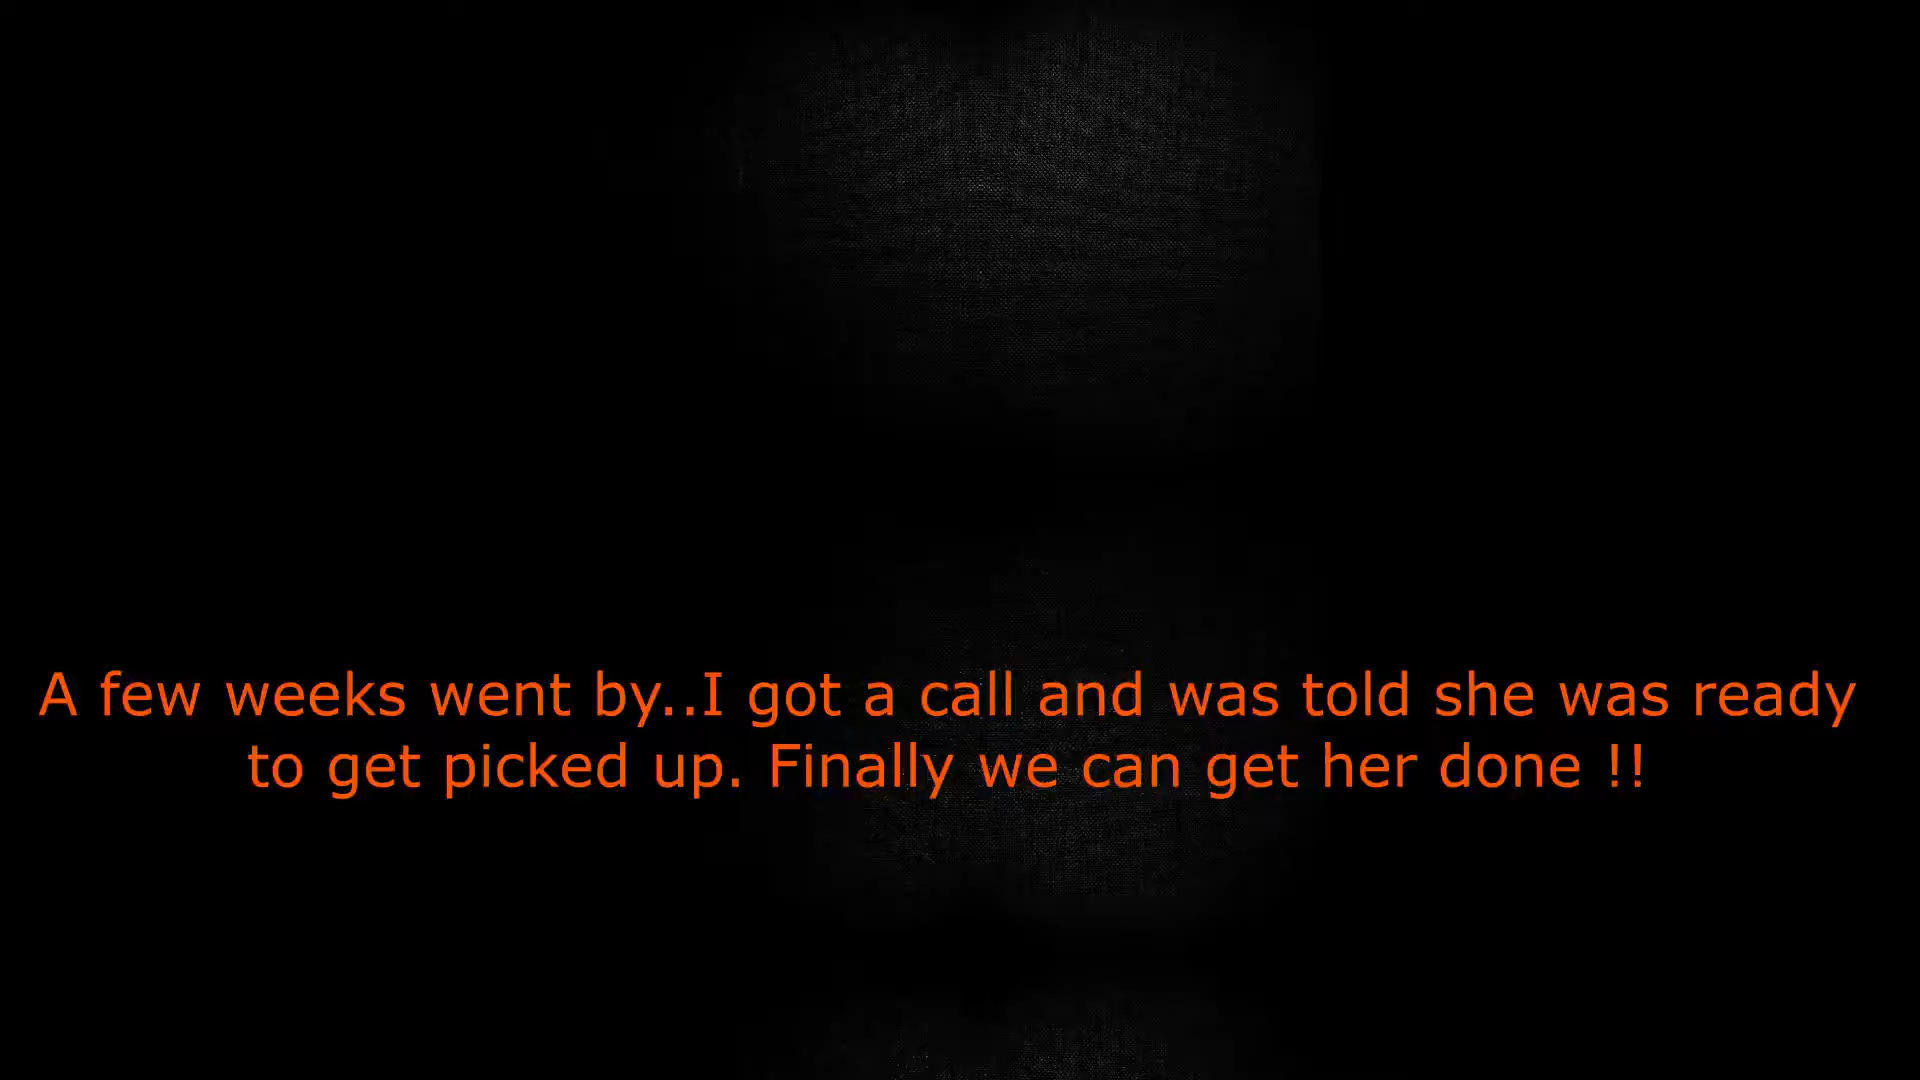 A few weeks went by..I got a call and was told she was ready
to get picked up. Finally we can get her done !!